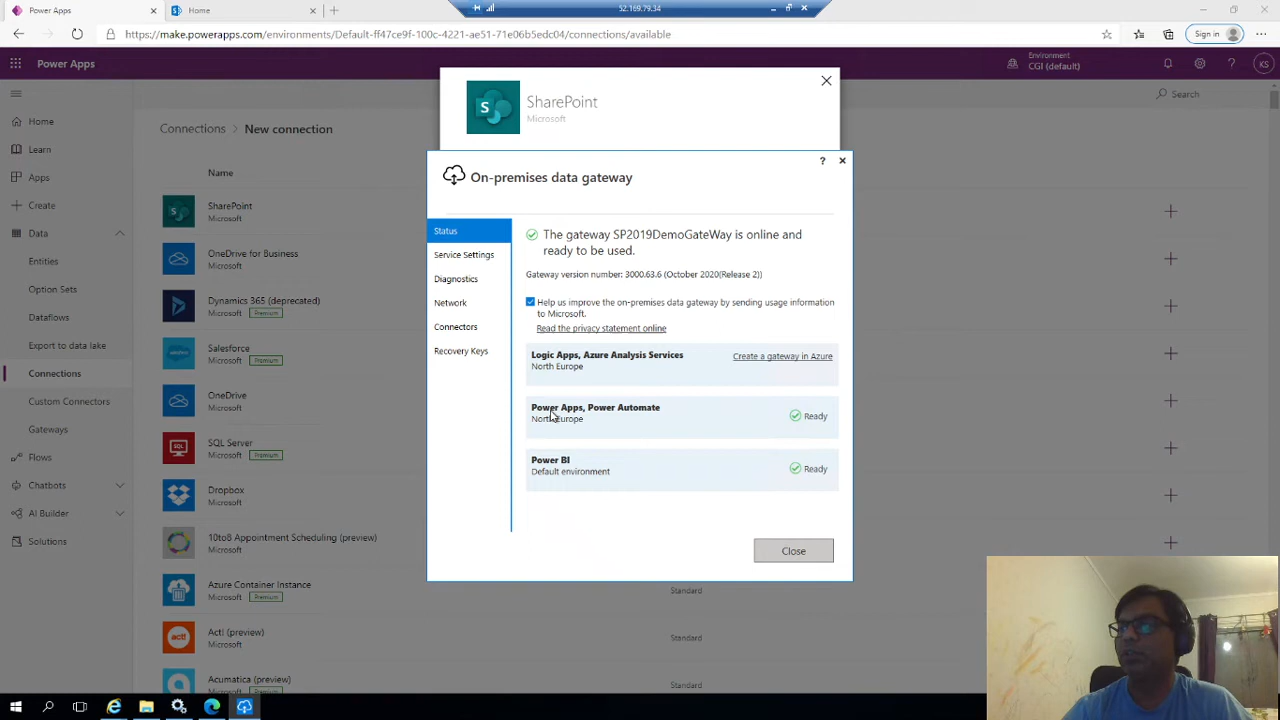 Power Apps
Home
52.169.79.34
https://make.powerapps.com/environments/Default-ff47ce9f-100c-4221-ae51-71e06b5edc04/connections/available
Sign in
Power Apps
Environment
CGI (default)
KS
Search
Home
Learn
Apps
Create
Data
Entities
Option Sets
Dataflows
Export to data lake
Connections
Custom Connectors
Gateways
Flows
Chatbots
AI Builder
Solutions
Connections > New connection
Name
SharePoint
Microsoft
OneDrive for Business
Microsoft
Dynamics 365 (deprecated)
Microsoft Premium
Salesforce
Microsoft Premium
OneDrive
Microsoft
SQL Server
Microsoft Premium
Dropbox
Microsoft
10to8 Appointment Scheduling (preview)
Microsoft
Azure Container Instance
Microsoft Premium
Standard
Act! (preview)
Microsoft
Standard
Acumatica (preview)
Microsoft
Standard
SharePoint
Microsoft
On-premises data gateway
Status
Service Settings
Diagnostics
Network
Connectors
Recovery Keys
The gateway SP2019DemoGateWay is online and
ready to be used.
Gateway version number: 3000.63.6 (October 2020(Release 2))
Help us improve the on-premises data gateway by sending usage information
to Microsoft.
Read the privacy statement online
Logic Apps, Azure Analysis Services
North Europe
Create a gateway in Azure
Power Apps, Power Automate
North Europe
Ready
Power BI
Default environment
Ready
Close